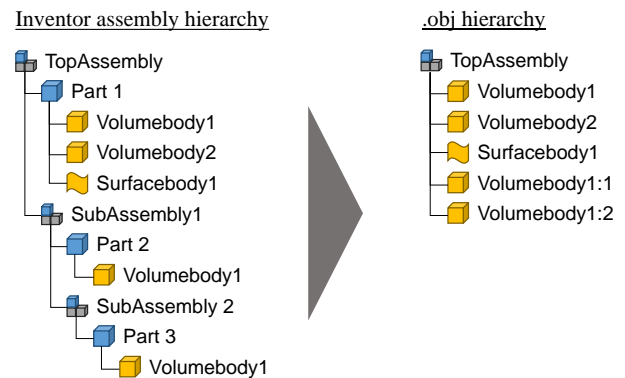 Inventor assembly hierarchy
TopAssembly
Part 1
Volumebody1
Volumebody2
Surfacebody1
SubAssembly1
Part 2
Volumebody1
SubAssembly 2
Part 3
Volumebody1
.obj hierarchy
TopAssembly
Volumebody1
Volumebody2
Surfacebody1
Volumebody1:1
Volumebody1:2